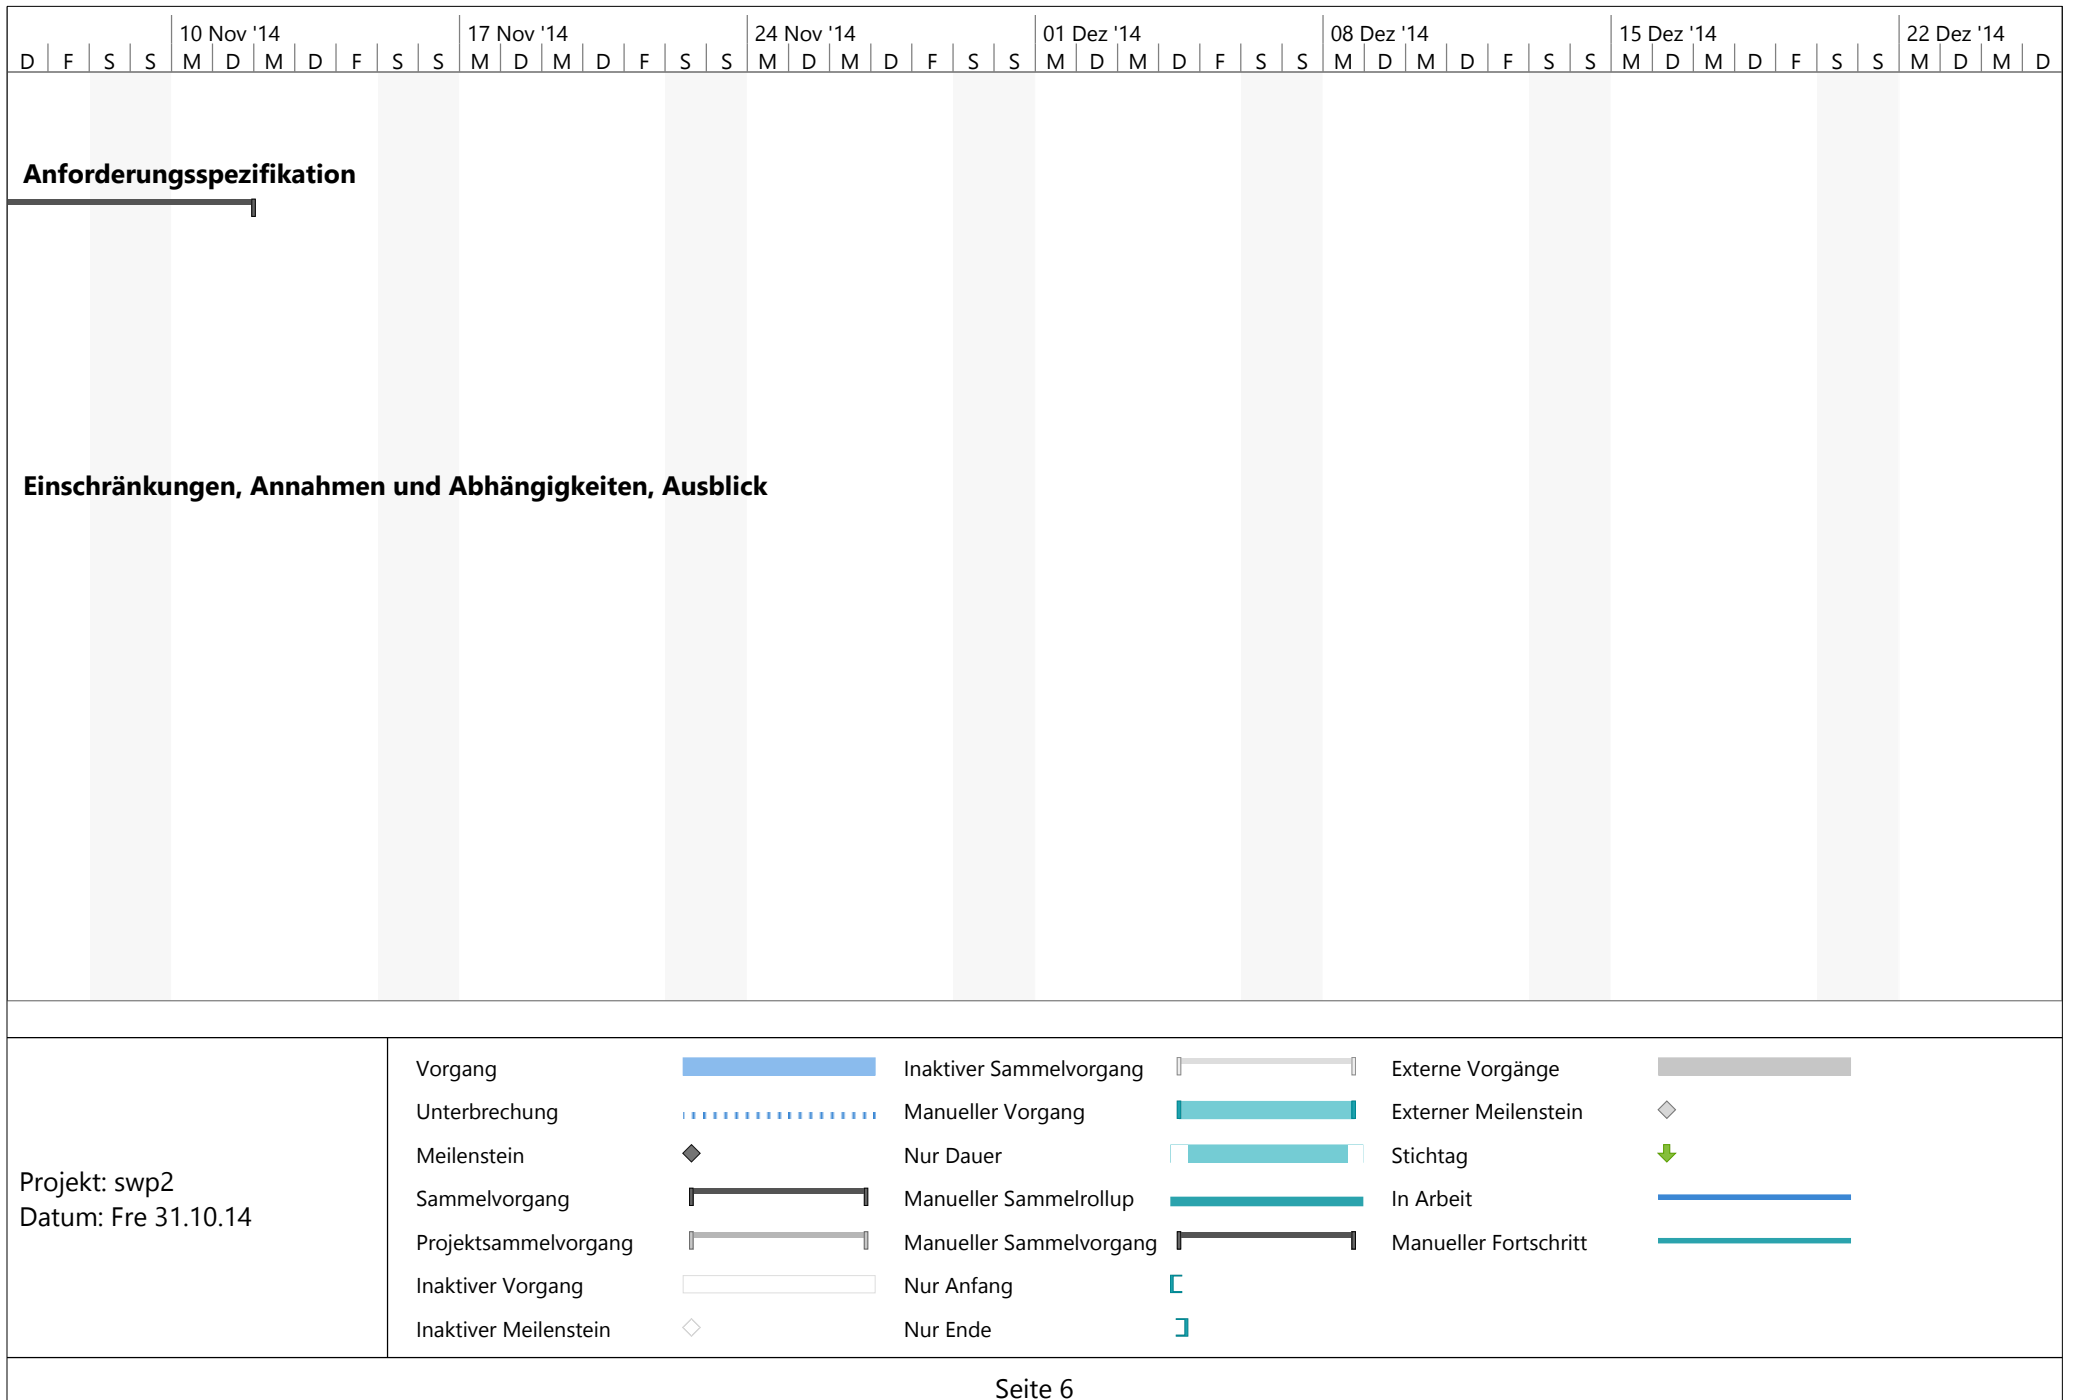 10 Nov '14 17 Nov '14 24 Nov '14 01 Dez '14 08 Dez '14 15 Dez '14 22 Dez '14
D F S S M D M D F S S M D M D F S S M D M D F S S M D M D F S S M D M D F S S M D M D F S S M D M D
Anforderungsspezifikation
Einschränkungen, Annahmen und Abhängigkeiten, Ausblick
Projekt: swp2
Datum: Fre 31.10.14
Vorgang
Unterbrechung
Meilenstein
Sammelvorgang
Projektsammelvorgang
Inaktiver Vorgang
Inaktiver Meilenstein
Inaktiver Sammelvorgang
Manueller Vorgang
Nur Dauer
Manueller Sammelrollup
Manueller Sammelvorgang
Nur Anfang
Nur Ende
Externe Vorgänge
Externer Meilenstein
Stichtag
In Arbeit
Manueller Fortschritt
Seite 6